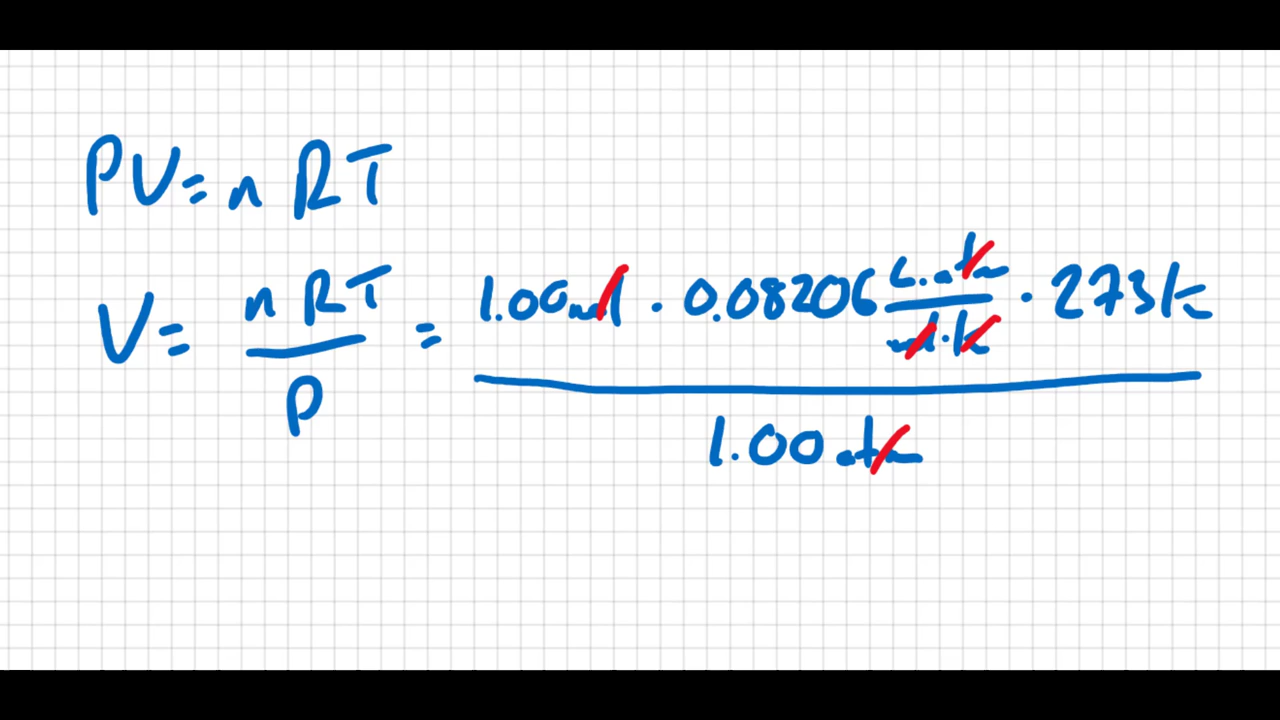 PV = nRT
V = nRT / P = 1.00 mol · 0.08206 L·atm / mol·k · 273 k / 1.00 atm